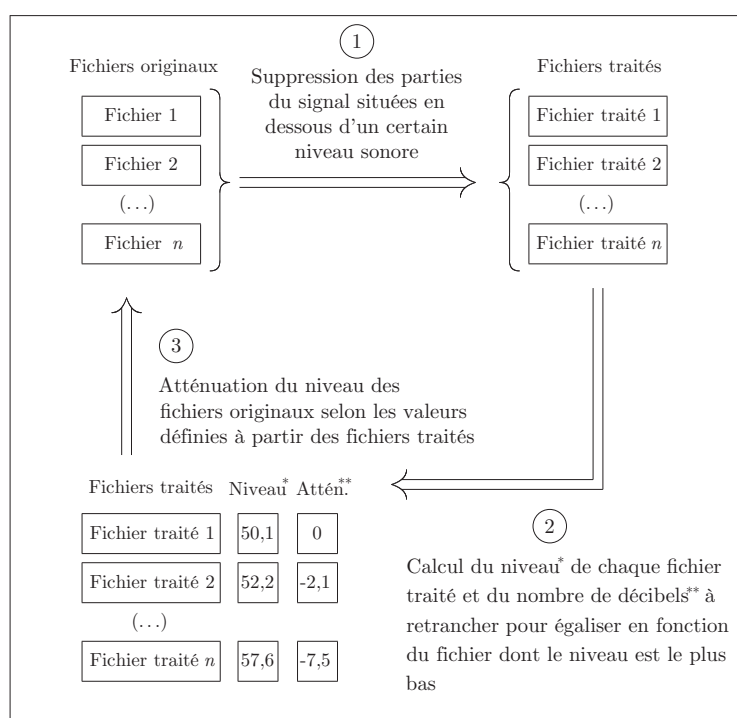 1
Fichiers originaux
Suppression des parties
du signal situées en
dessous d'un certain
niveau sonore
Fichiers traités
Fichier 1
Fichier 2
(...)
Fichier n
Fichier traité 1
Fichier traité 2
(...)
Fichier traité n
3
Atténuation du niveau des
fichiers originaux selon les valeurs
définies à partir des fichiers traités
Fichiers traités Niveau* Attén.**
Fichier traité 1 50,1 0
Fichier traité 2 52,2 -2,1
(...)
Fichier traité n 57,6 -7,5
2
Calcul du niveau* de chaque fichier
traité et du nombre de décibels** à
retrancher pour égaliser en fonction
du fichier dont le niveau est le plus
bas